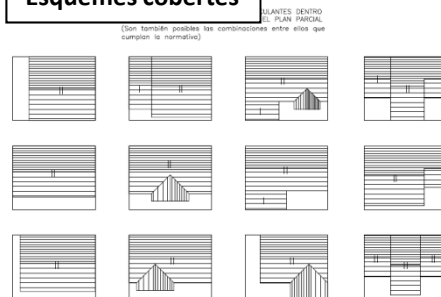 Esquemes cobertes
ULANTES DENTRO
EL PLAN PARCIAL
(Son también posibles las combinaciones entre ellas que
cumplan la normativa)